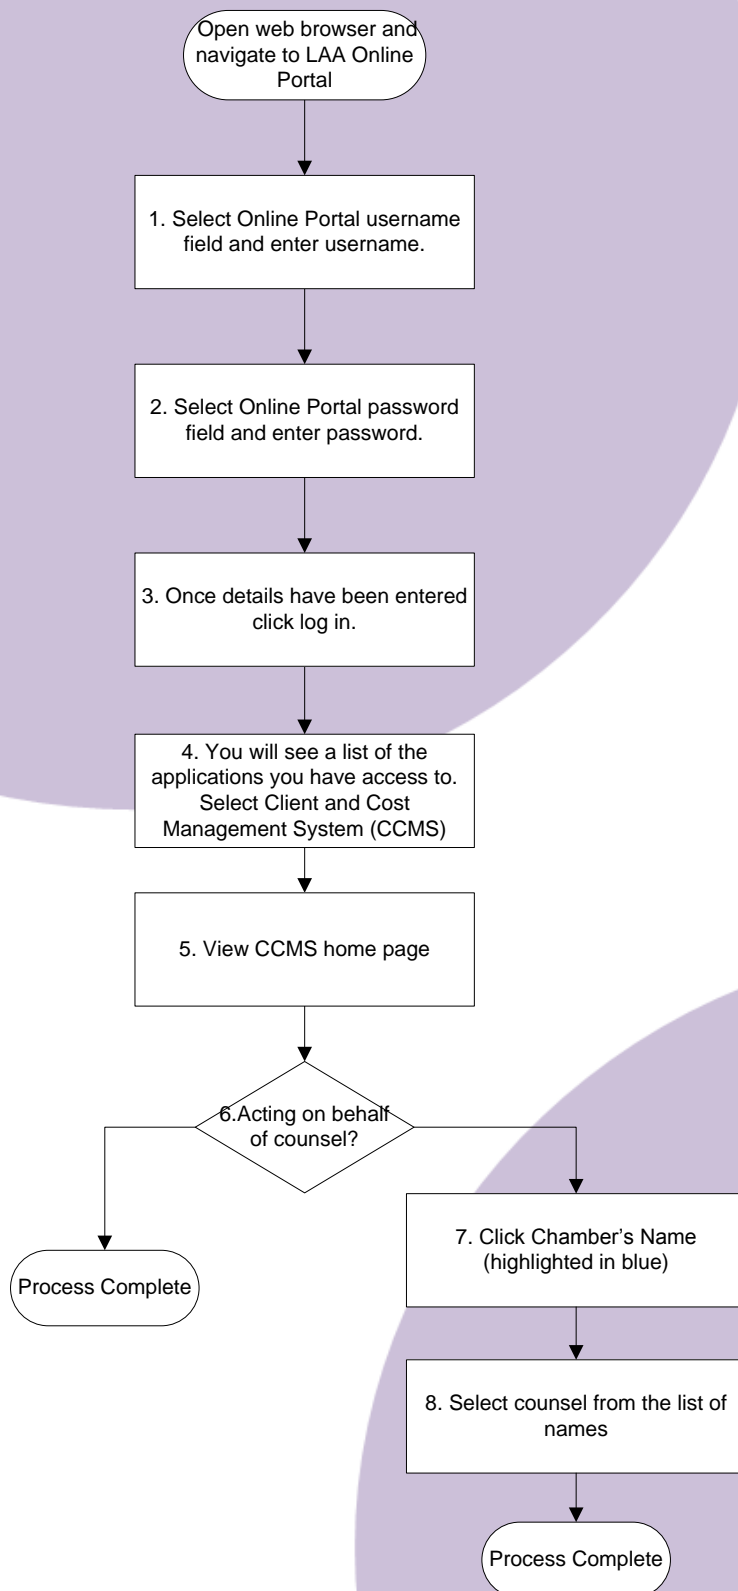 Open web browser and
navigate to LAA Online
Portal
1. Select Online Portal username
field and enter username.
2. Select Online Portal password
field and enter password.
3. Once details have been entered
click log in.
4. You will see a list of the
applications you have access to.
Select Client and Cost
Management System (CCMS)
5. View CCMS home page
6.Acting on behalf
of counsel?
7. Click Chamber’s Name
(highlighted in blue)
Process Complete
8. Select counsel from the list of
names
Process Complete